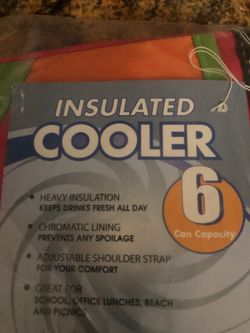 INSULATED
COOLER
• HEAVY INSULATION
KEEPS DRINKS FRESH ALL DAY
• CHROMATIC LINING
PREVENTS ANY SPOILAGE
• ADJUSTABLE SHOULDER STRAP
FOR YOUR COMFORT
• GREAT FOR
SCHOOL, OFFICE LUNCHES, BEACH
AND PICNICS
6
Can Capacity